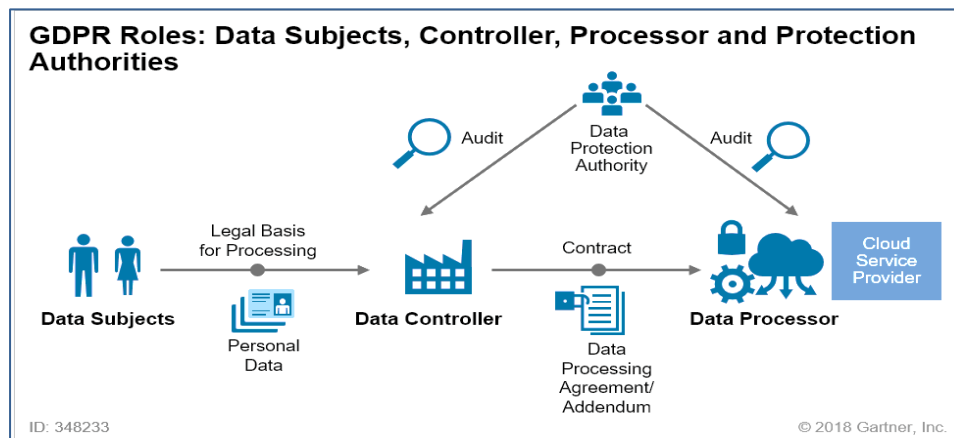 GDPR Roles: Data Subjects, Controller, Processor and Protection
Authorities
Audit
Data
Protection
Authority
Audit
Legal Basis
for Processing
Contract
Cloud
Service
Provider
Data Subjects
Data Controller
Data Processor
Personal
Data
Data
Processing
Agreement/
Addendum
ID: 348233
© 2018 Gartner, Inc.